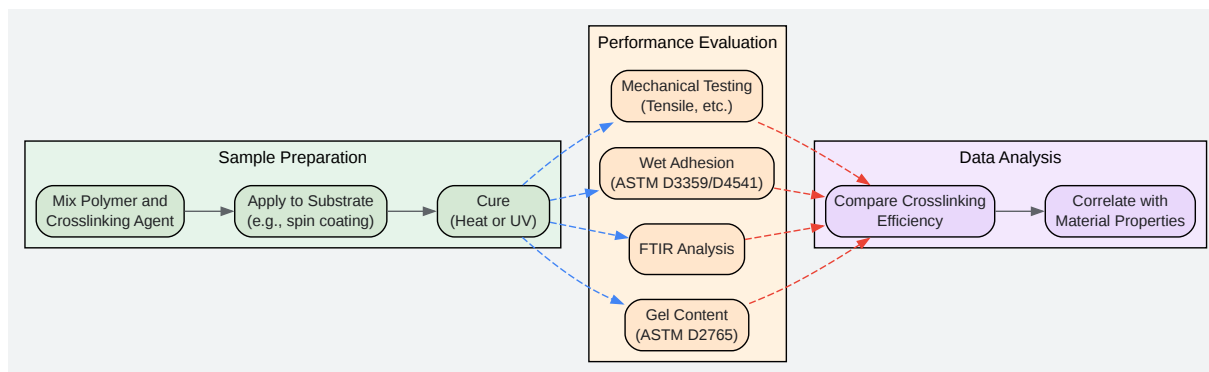 Sample Preparation
Mix Polymer and
Crosslinking Agent
Apply to Substrate
(e.g., spin coating)
Cure
(Heat or UV)
Performance Evaluation
Mechanical Testing
(Tensile, etc.)
Wet Adhesion
(ASTM D3359/D4541)
FTIR Analysis
Gel Content
(ASTM D2765)
Data Analysis
Compare Crosslinking
Efficiency
Correlate with
Material Properties